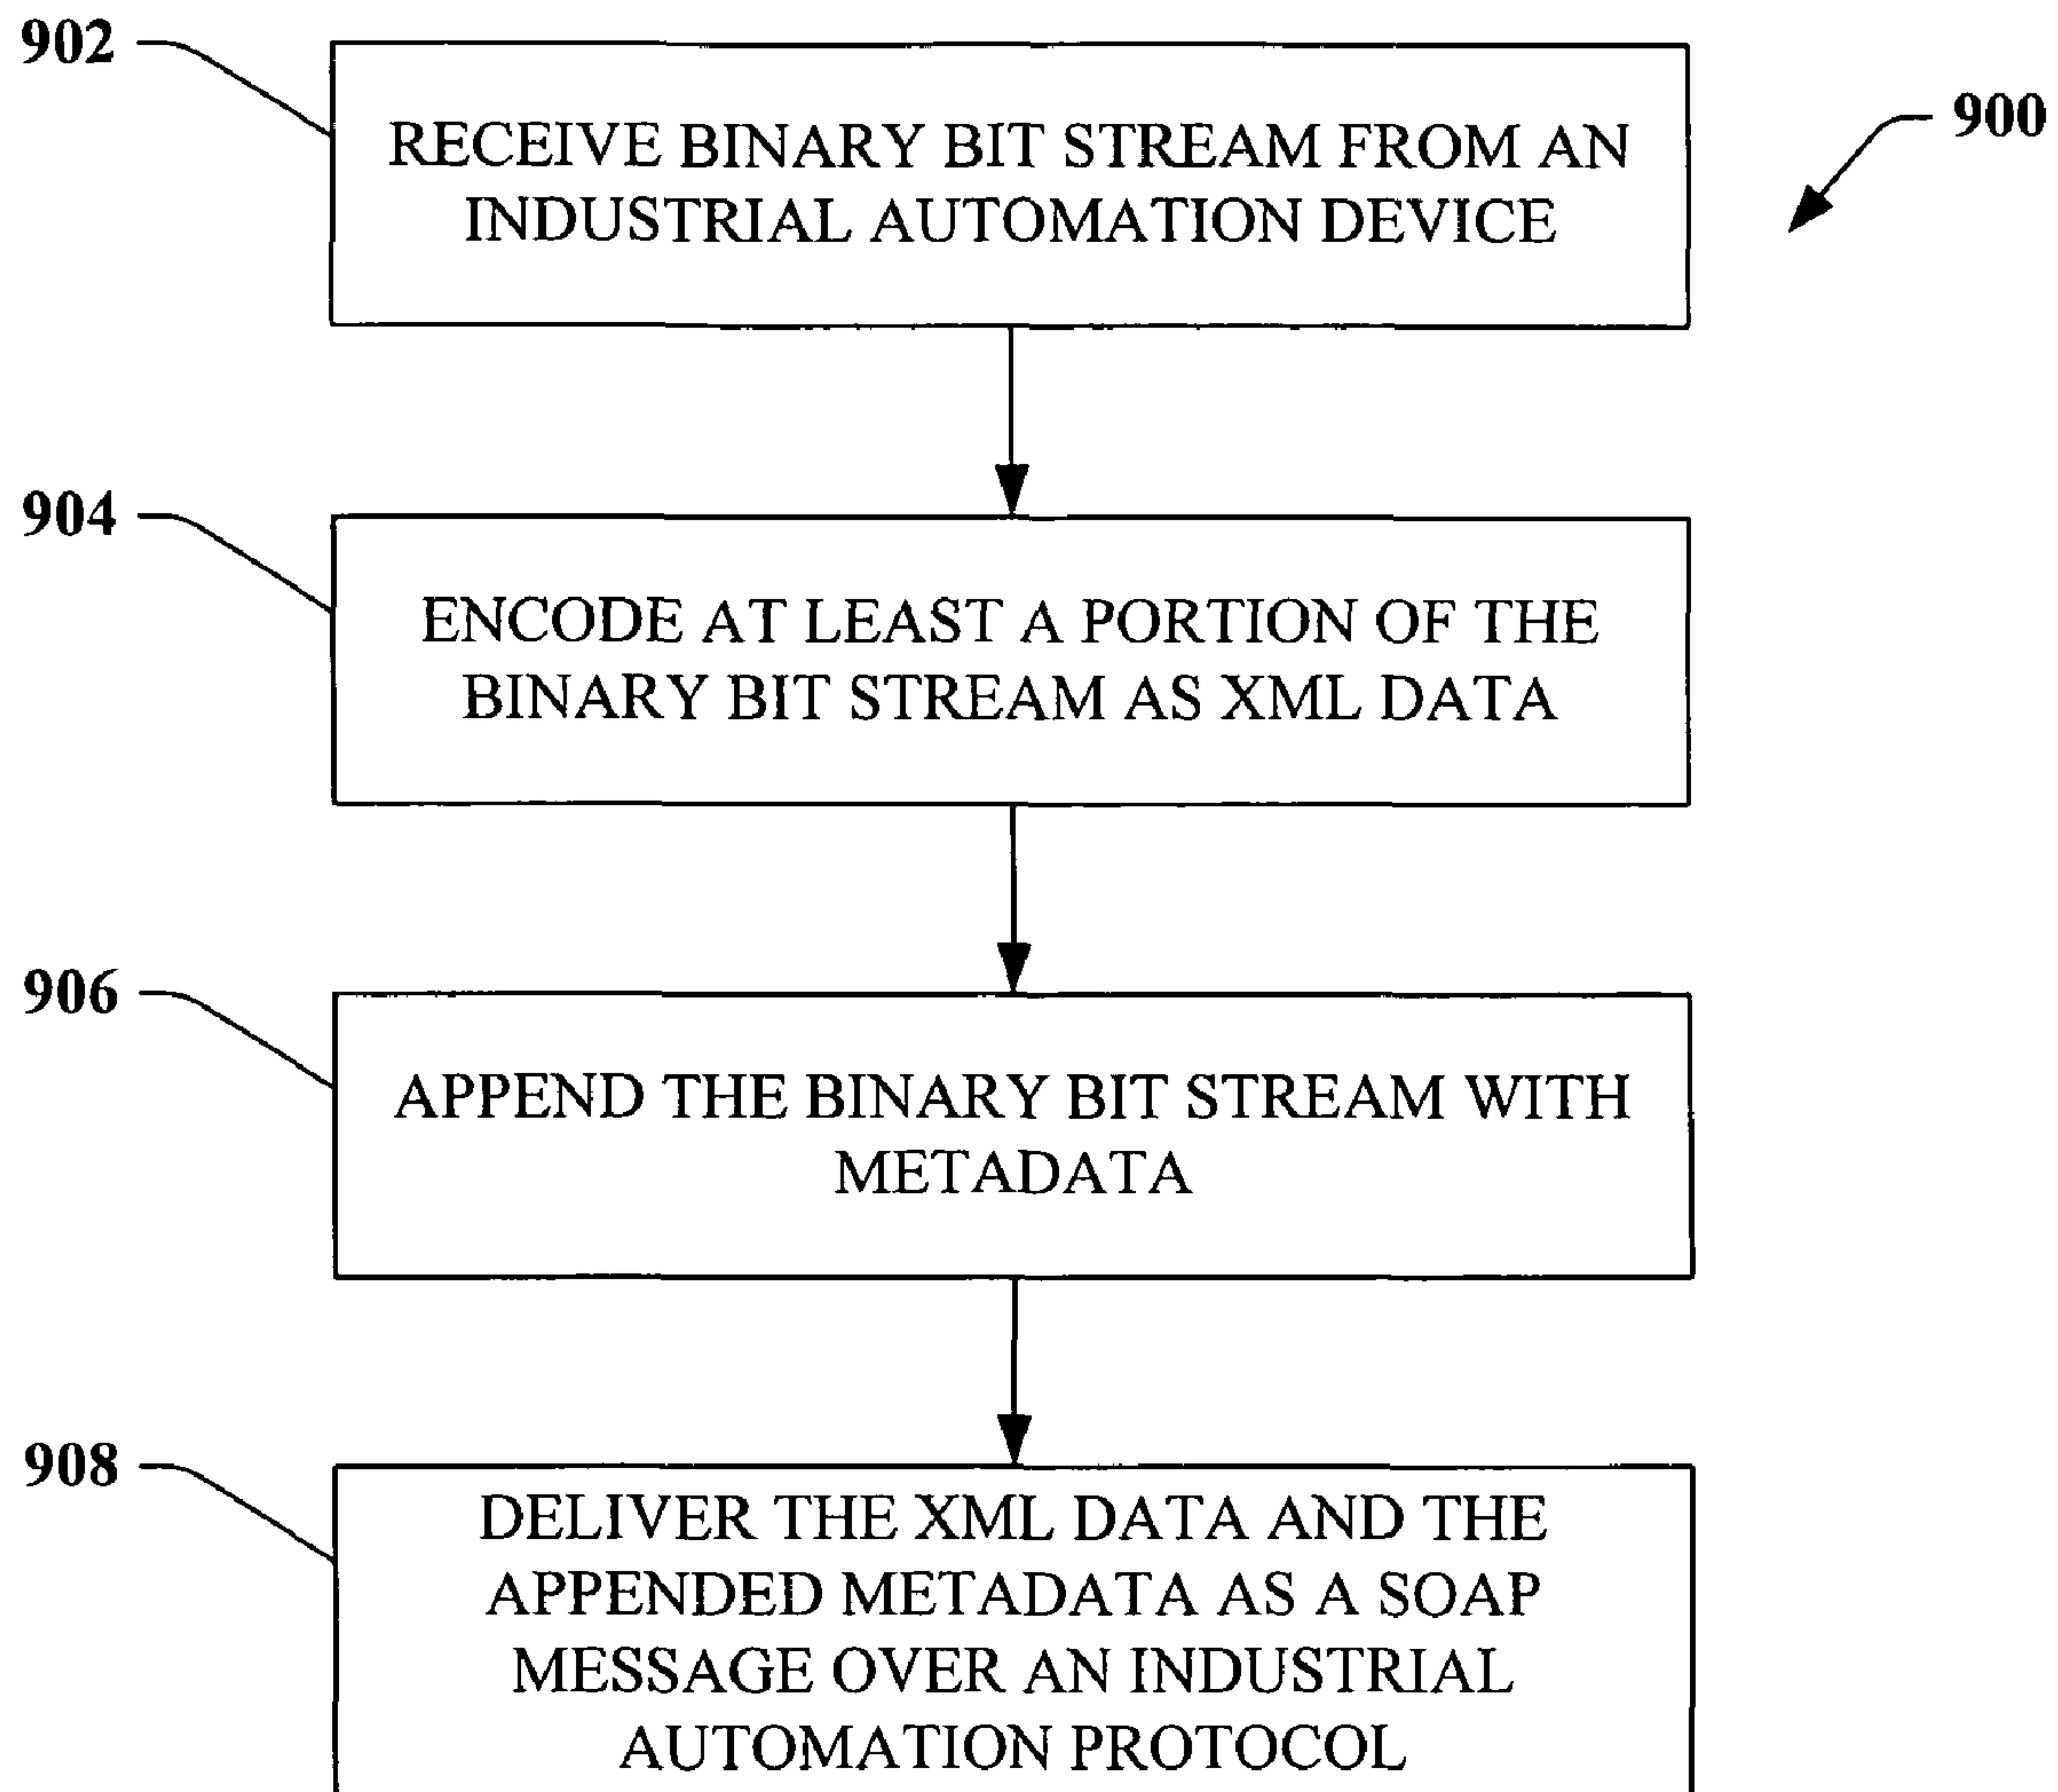 902
RECEIVE BINARY BIT STREAM FROM AN
INDUSTRIAL AUTOMATION DEVICE
900
904
ENCODE AT LEAST A PORTION OF THE
BINARY BIT STREAM AS XML DATA
906
APPEND THE BINARY BIT STREAM WITH
METADATA
908
DELIVER THE XML DATA AND THE
APPENDED METADATA AS A SOAP
MESSAGE OVER AN INDUSTRIAL
AUTOMATION PROTOCOL